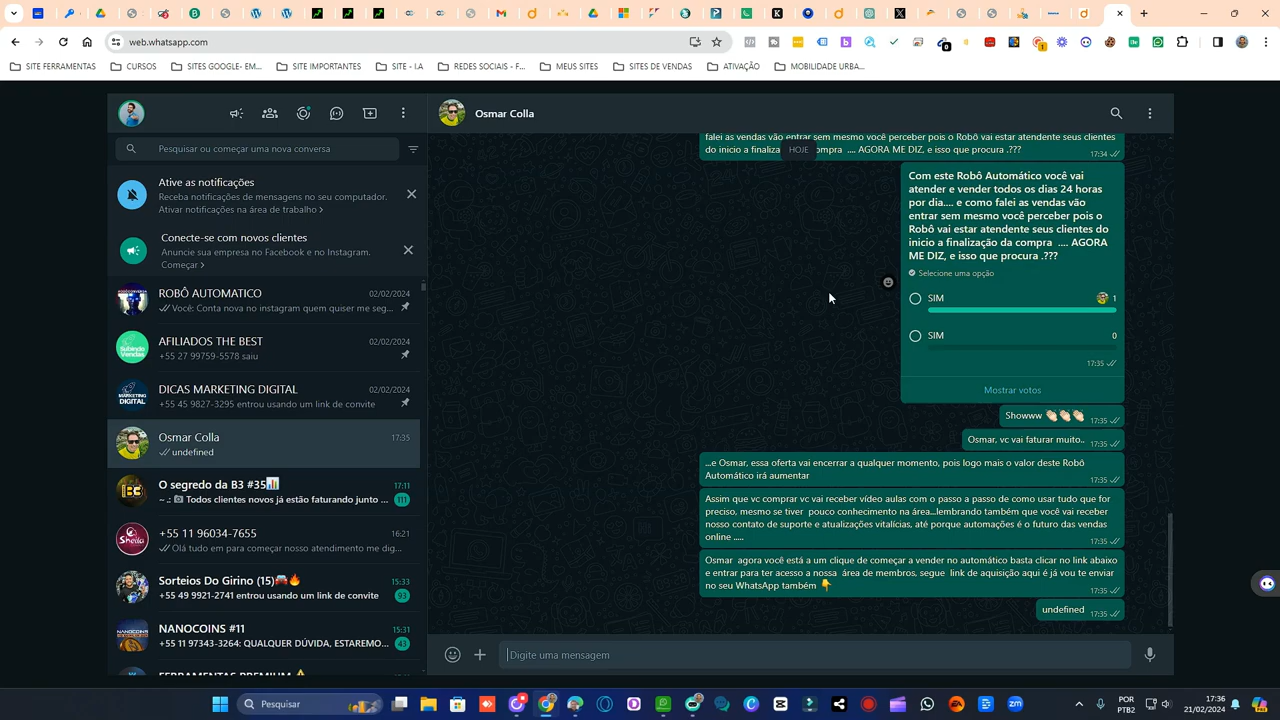 web.whatsapp.com
SITE FERRAMENTAS
CURSOS
SITES GOOGLE-EM...
SITE IMPORTANTES
SITE - I.A
REDES SOCIAIS - F...
MEUS SITES
SITES DE VENDAS
ATIVAÇÃO
MOBILIDADE URBA...
Pesquisar ou começar uma nova conversa
Ative as notificações
Receba notificações de mensagens no seu computador.
Ativar notificações na área de trabalho
Conecte-se com novos clientes
Anuncie sua empresa no Facebook e no Instagram.
Começar
ROBÔ AUTOMATICO
02/02/2024
Você: Conta nova no instagram quem quiser me seg...
AFILIADOS THE BEST
02/02/2024
+55 27 99759-5578 saiu
DICAS MARKETING DIGITAL
02/02/2024
+55 45 9827-3295 entrou usando um link de convite
Osmar Colla
17:35
undefined
O segredo da B3 #35📊
17:11
~ .: Todos clientes novos já estão faturando junto ...
111
+55 11 96034-7655
16:21
Olá tudo em para começar nosso atendimento me dig...
Sorteios Do Girino (15)🚘🔥
15:33
+55 49 9921-2741 entrou usando um link de convite
93
NANOCOINS #11
15:31
+55 11 97343-3264: QUALQUER DÚVIDA, ESTAREMO...
43
FERRAMENTAS PREMIUM
Osmar Colla
falei as vendas vão entrar sem mesmo você perceber pois o Robô vai estar atendente seus clientes
do inicio a finaliza
HOJE
ompra .... AGORA ME DIZ, e isso que procura .???
17:34
Com este Robô Automático você vai
atender e vender todos os dias 24 horas
por dia.... e como falei as vendas vão
entrar sem mesmo você perceber pois o
Robô vai estar atendente seus clientes do
inicio a finalização da compra .... AGORA
ME DIZ, e isso que procura .???
Selecione uma opção
SIM
1
SIM
0
17:35
Mostrar votos
Showww 👏🏻👏🏻👏🏻
17:35
Osmar, vc vai faturar muito..
17:35
...e Osmar, essa oferta vai encerrar a qualquer momento, pois logo mais o valor deste Robô
Automático irá aumentar
17:35
Assim que vc comprar vc vai receber vídeo aulas com o passo a passo de como usar tudo que for
preciso, mesmo se tiver pouco conhecimento na área...lembrando também que você vai receber
nosso contato de suporte e atualizações vitalícias, até porque automações é o futuro das vendas
online .....
17:35
Osmar agora você está a um clique de começar a vender no automático basta clicar no link abaixo
e entrar para ter acesso a nossa área de membros, segue link de aquisição aqui é já vou te enviar
no seu WhatsApp também 👇
17:35
undefined
17:35
Digite uma mensagem
Pesquisar
POR
PTB2
17:36
21/02/2024